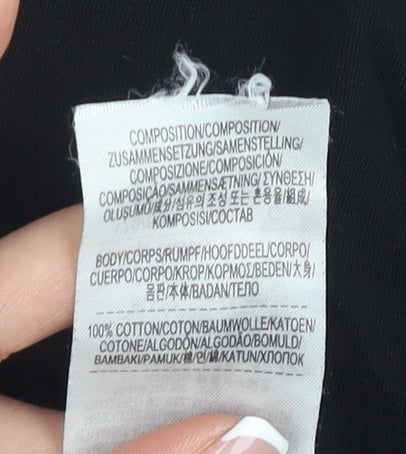 COMPOSITION/COMPOSITION/
ZUSAMMENSETZUNG/SAMENSTELLING/
COMPOSIZIONE/COMPOSICIÓN/
COMPOSIÇÃO/SAMMENSÆTNING/ΣΥΝΘΕΣΗ/
OLUŞUMU/成分/섬유의 조성 또는 혼용율/組成/
KOMPOSISI/СОСТАВ
BODY/CORPS/RUMPF/HOOFDDEEL/CORPO/
CUERPO/CORPO/KROP/ΚΟΡΜΟΣ/BEDEN/大身/
몸판/本体/BADAN/ТЕЛО
100% COTTON/COTON/BAUMWOLLE/KATOEN/
COTONE/ALGODÓN/ALGODÃO/BOMULD/
ΒΑΜΒΑΚΙ/PAMUK/棉/면/綿/KATUN/ХЛОПОК